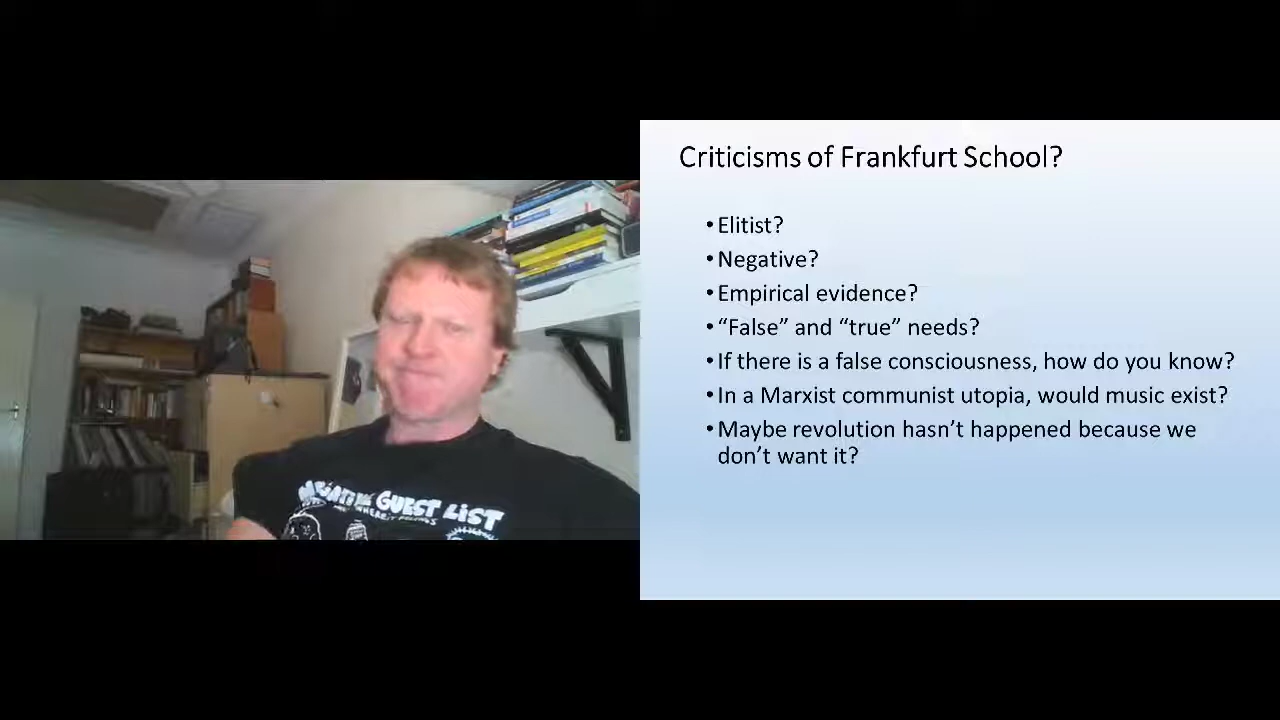 Criticisms of Frankfurt School?
•Elitist?
•Negative?
•Empirical evidence?
•“False” and “true” needs?
•If there is a false consciousness, how do you know?
•In a Marxist communist utopia, would music exist?
•Maybe revolution hasn’t happened because we
don’t want it?
NEGATIVE GUEST LIST